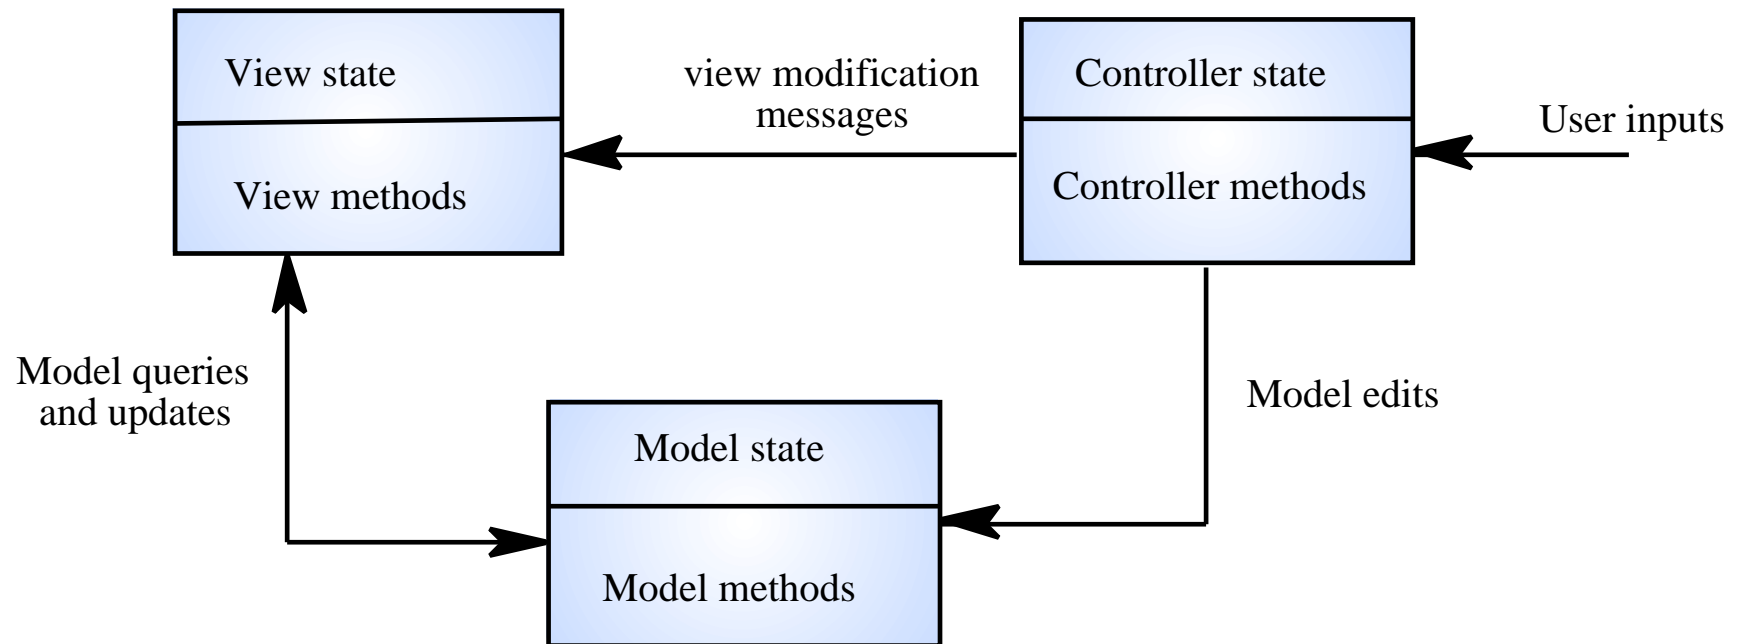 View state
view modification
messages
Controller state
User inputs
View methods
Controller methods
Model queries
and updates
Model edits
Model state
Model methods